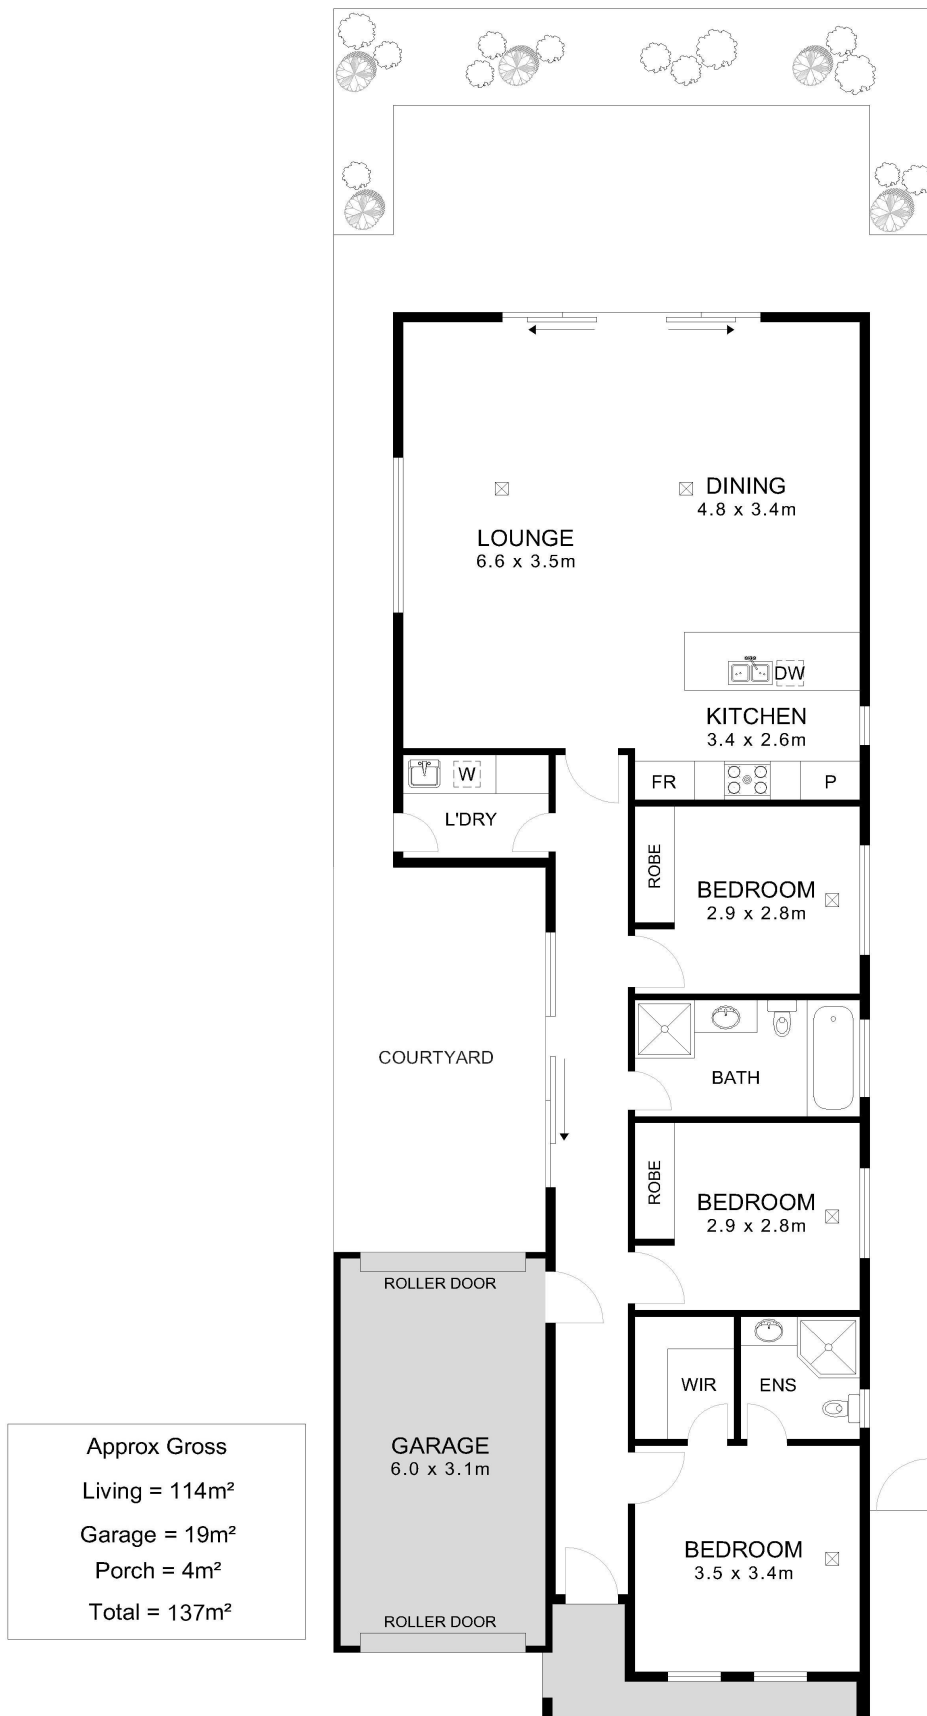 DINING
4.8 x 3.4m
LOUNGE
6.6 x 3.5m
DW
KITCHEN
3.4 x 2.6m
FR
P
W
L'DRY
ROBE
BEDROOM
2.9 x 2.8m
COURTYARD
BATH
ROBE
BEDROOM
2.9 x 2.8m
ROLLER DOOR
WIR
ENS
GARAGE
6.0 x 3.1m
BEDROOM
3.5 x 3.4m
ROLLER DOOR
Approx Gross
Living = 114m²
Garage = 19m²
Porch = 4m²
Total = 137m²